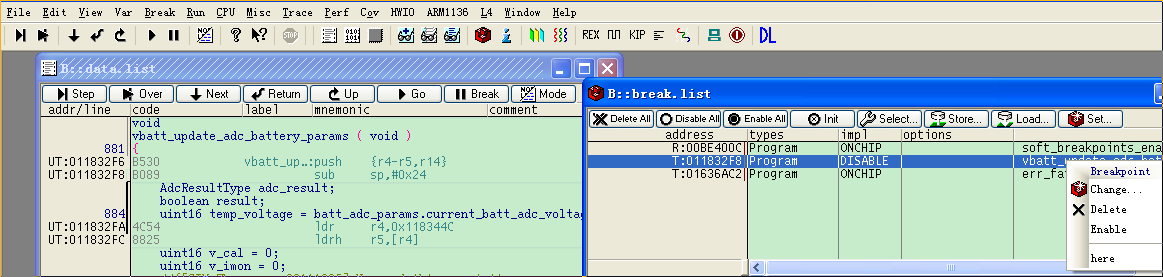 File Edit View Var Break Run CPU Misc Trace Perf Cov HWIO ARM1136 L4 Window Help
REX KIP DL
B::data.list
Step Over Next Return Up Go Break Mode
addr/line code label mnemonic comment
void
vbatt_update_adc_battery_params ( void )
881 {
UT:011832F6 B530 vbatt_up..:push {r4-r5,r14}
UT:011832F8 B089 sub sp,#0x24
AdcResultType adc_result;
boolean result;
884 uint16 temp_voltage = batt_adc_params.current_batt_adc_volta
UT:011832FA 4C54 ldr r4,0x118344C
UT:011832FC 8825 ldrh r5,[r4]
uint16 v_cal = 0;
uint16 v_imon = 0;
B::break.list
Delete All Disable All Enable All Init Select... Store... Load... Set...
address types impl options
R:00BE400C Program ONCHIP soft_breakpoints_ena
T:011832F8 Program DISABLE
T:01636AC2 Program ONCHIP err_fa
Breakpoint
Change...
Delete
Enable
here